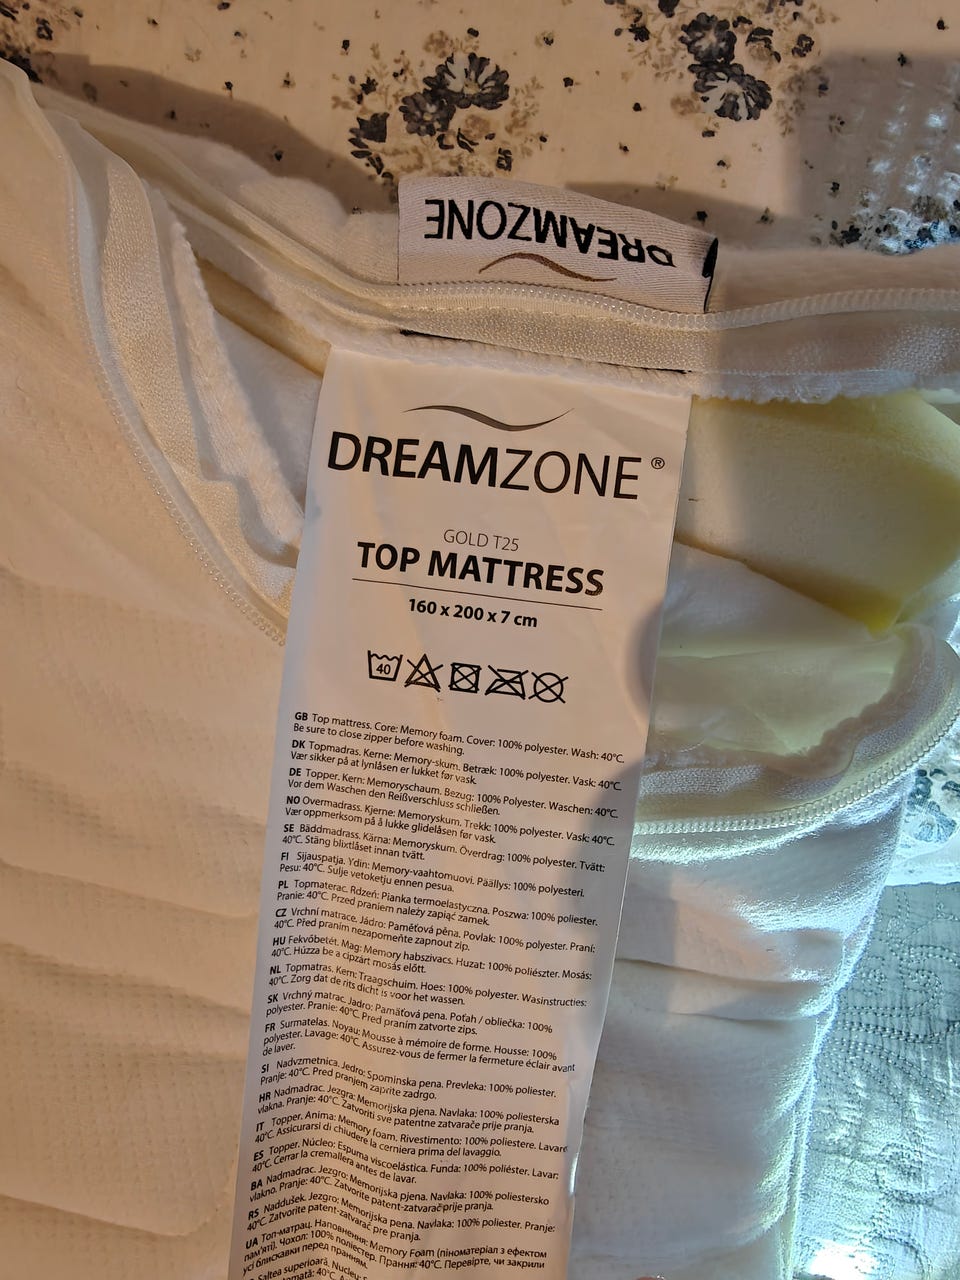 DREAMZONE
DREAMZONE®
GOLD T25
TOP MATTRESS
160 x 200 x 7 cm
40
GB Top mattress. Core: Memory foam. Cover: 100% polyester. Wash: 40°C.
Be sure to close zipper before washing.
DK Topmadras. Kerne: Memory-skum. Betræk: 100% polyester. Vask: 40°C.
Vær sikker på at lynlåsen er lukket før vask.
DE Topper. Kern: Memoryschaum. Bezug: 100% Polyester. Waschen: 40°C.
Vor dem Waschen den Reißverschluss schließen.
NO Overmadrass. Kjerne: Memoryskum. Trekk: 100% polyester. Vask: 40°C.
Vær oppmerksom på å lukke glidelåsen før vask.
SE Bäddmadrass. Kärna: Memoryskum. Överdrag: 100% polyester. Tvätt:
40°C. Stäng blixtlåset innan tvätt.
FI Sijauspatja. Ydin: Memory-vaahtomuovi. Päällys: 100% polyesteri.
Pesu: 40°C. Sulje vetoketju ennen pesua.
PL Topmaterac. Rdzeń: Pianka termoelastyczna. Poszwa: 100% poliester.
Pranie: 40°C. Przed praniem należy zapiąć zamek.
CZ Vrchní matrace. Jádro: Paměťová pěna. Povlak: 100% polyester. Praní:
40°C. Před praním nezapomeňte zapnout zip.
HU Fekvőbetét. Mag: Memory habszivacs. Huzat: 100% poliészter. Mosás:
40°C. Húzza be a cipzárt mosás előtt.
NL Topmatras. Kern: Traagschuim. Hoes: 100% polyester. Wasinstructies:
40°C. Zorg dat de rits dicht is voor het wassen.
SK Vrchný matrac. Jadro: Pamäťová pena. Poťah / obliečka: 100%
polyester. Pranie: 40°C. Pred praním zatvorte zips.
FR Surmatelas. Noyau: Mousse à mémoire de forme. Housse: 100%
polyester. Lavage: 40°C. Assurez-vous de fermer la fermeture éclair avant
de laver.
SI Nadvzmetnica. Jedro: Spominska pena. Prevleka: 100% poliester.
Pranje: 40°C. Pred pranjem zaprite zadrgo.
HR Nadmadrac. Jezgra: Memorijska pjena. Navlaka: 100% poliesterska
vlakna. Pranje: 40°C. Zatvoriti sve patentne zatvarače prije pranja.
IT Topper. Anima: Memory foam. Rivestimento: 100% poliestere. Lavare
40°C. Assicurarsi di chiudere la cerniera prima del lavaggio.
ES Topper. Núcleo: Espuma viscoelástica. Funda: 100% poliéster. Lavar:
40°C. Cerrar la cremallera antes de lavar.
BA Nadmadrac. Jezgro: Memorijska pjena. Navlaka: 100% poliestersko
vlakno. Pranje: 40°C. Zatvorite patent-zatvarač prije pranja.
RS Naddušek. Jezgro: Memorijska pena. Navlaka: 100% poliester. Pranje:
40°C. Zatvorite patent-zatvarač pre pranja.
UA Топ-матрац. Наповнення: Memory Foam (піноматеріал з ефектом
пам'яті). Чохол: 100% поліестер. Прання: 40°C. Перевірте, чи закрили
усі блискавки перед пранням.
Saltea superioară. Nucleu:
40°C.